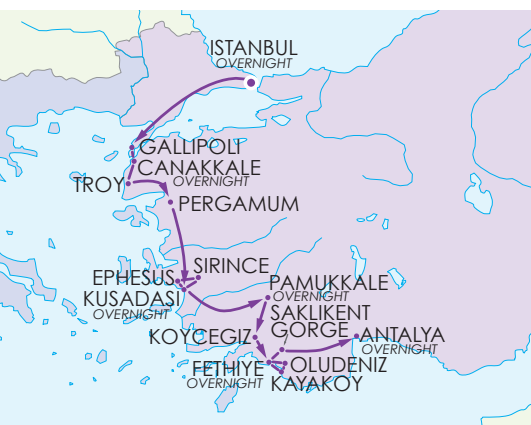 ISTANBUL
OVERNIGHT
GALLIPOLI
CANAKKALE
OVERNIGHT
TROY
PERGAMUM
SIRINCE
EPHESUS
KUSADASI
OVERNIGHT
PAMUKKALE
OVERNIGHT
SAKLIKENT
GORGE
KOYCEGIZ
ANTALYA
OVERNIGHT
OLUDENIZ
FETHIYE
OVERNIGHT
KAYAKOY